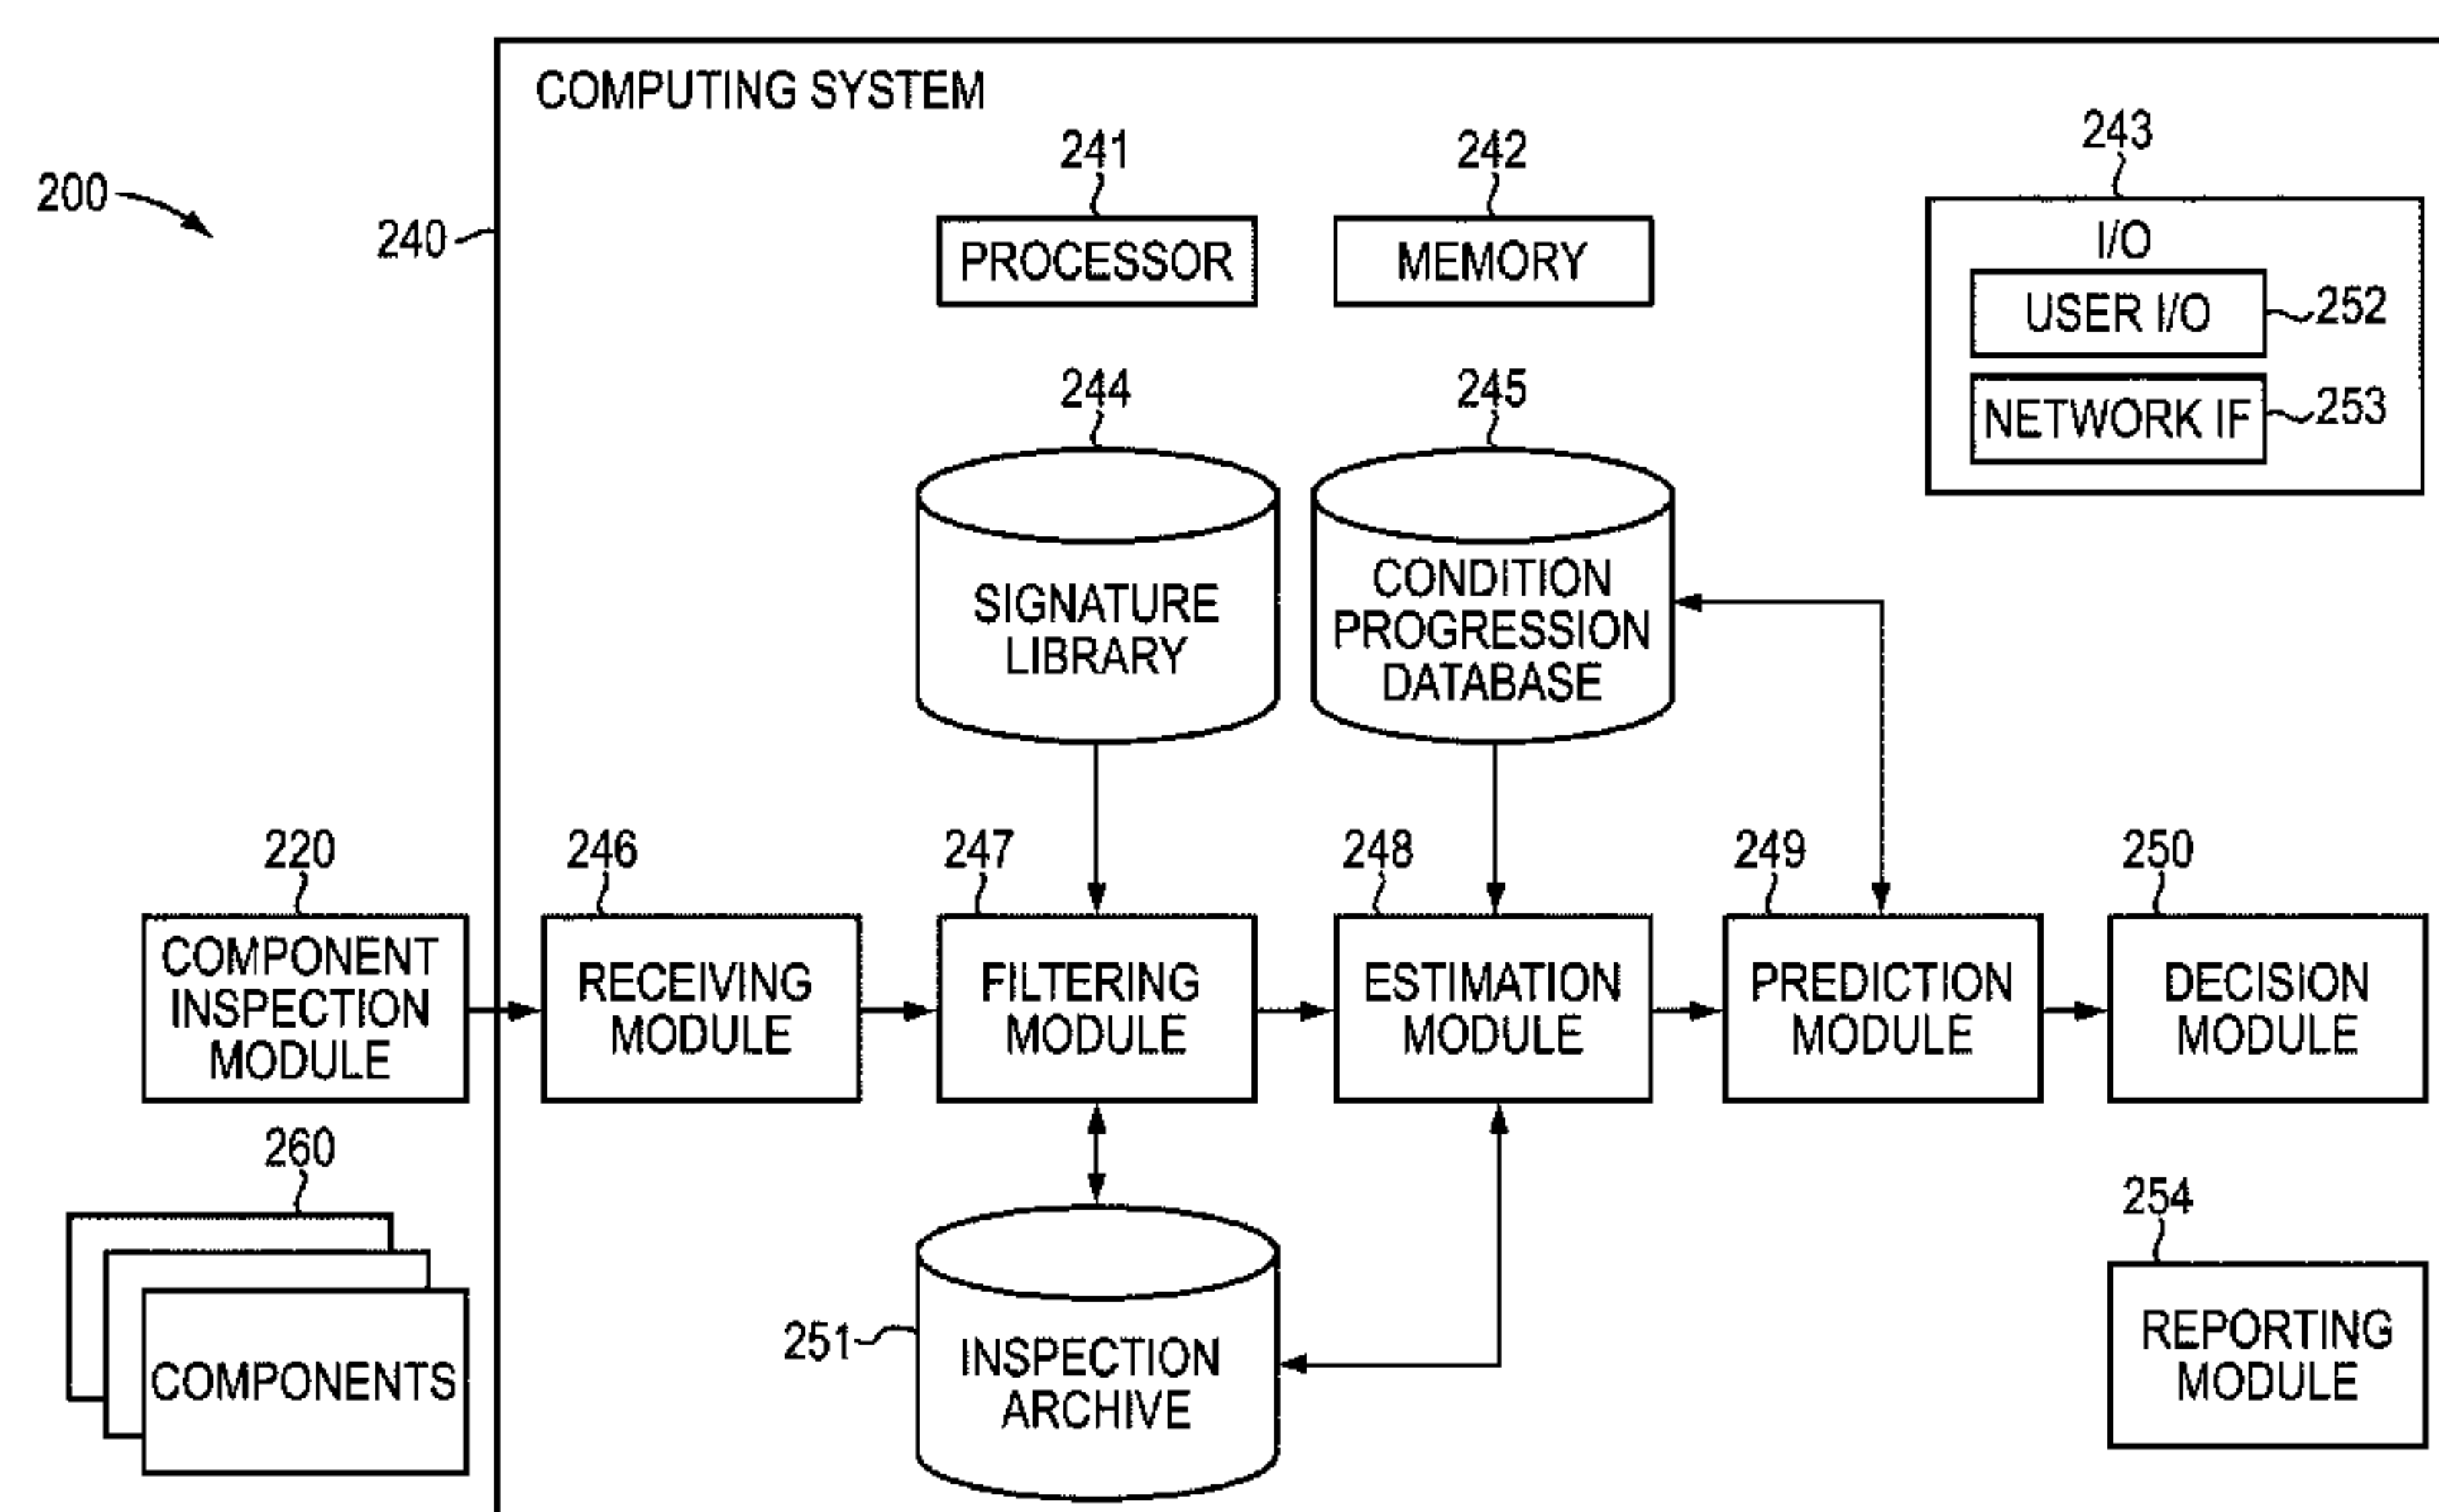 COMPUTING SYSTEM
200
240
241
PROCESSOR
242
MEMORY
243
I/O
USER I/O
252
NETWORK IF
253
244
SIGNATURE
LIBRARY
245
CONDITION
PROGRESSION
DATABASE
220
COMPONENT
INSPECTION
MODULE
246
RECEIVING
MODULE
247
FILTERING
MODULE
248
ESTIMATION
MODULE
249
PREDICTION
MODULE
250
DECISION
MODULE
260
COMPONENTS
251
INSPECTION
ARCHIVE
254
REPORTING
MODULE